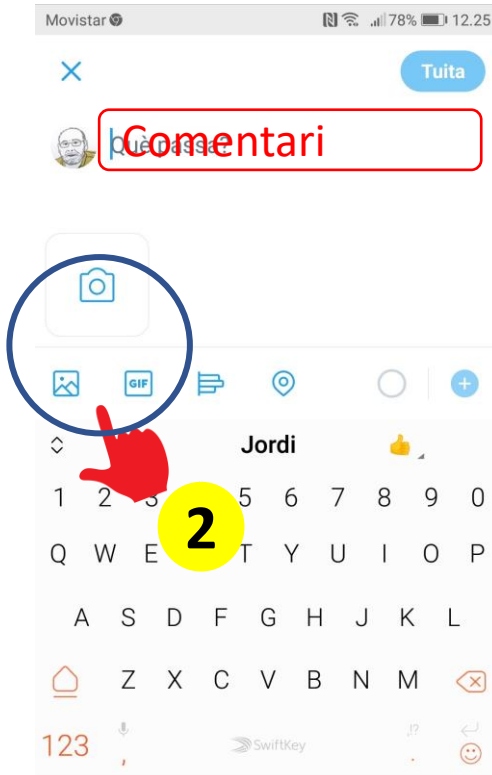 Movistar 78% 12.25
Tuita
Comentari
Què passa?
GIF
Jordi
1 2 3 5 6 7 8 9 0
2
Q W E T Y U I O P
A S D F G H J K L
Z X C V B N M
123 , SwiftKey .!? .